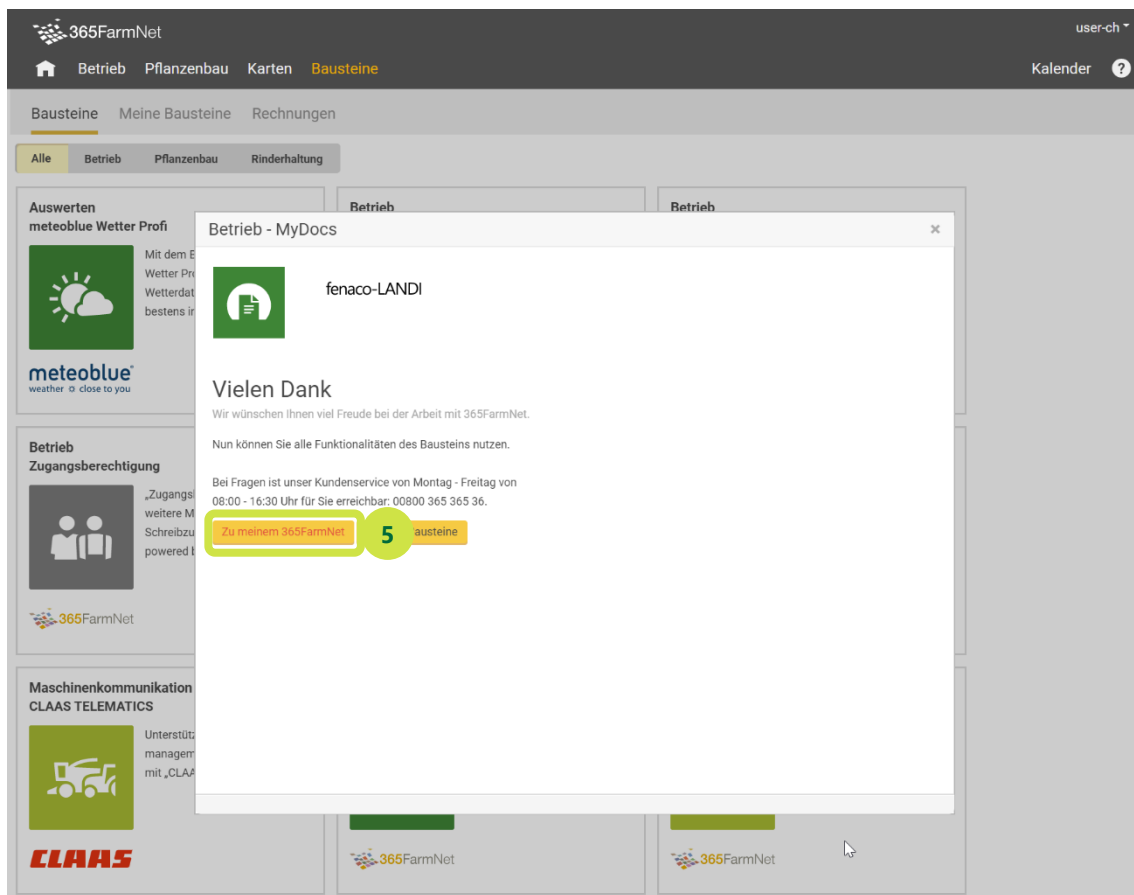 365FarmNet
user-ch
Betrieb Pflanzenbau Karten Bausteine
Kalender ?
Bausteine Meine Bausteine Rechnungen
Alle Betrieb Pflanzenbau Rinderhaltung
Auswerten
meteoblue Wetter Profi
Mit dem
Wetter
Wetterdat
bestens
meteoblue
weather close to you
Betrieb
Betrieb
Betrieb
Zugangsberechtigung
„Zugangs
weitere M
Schreibzu
powered
365FarmNet
Maschinenkommunikation
CLAAS TELEMATICS
Unterstütz
managem
mit „CLAA
CLAAS
365FarmNet
365FarmNet
Betrieb - MyDocs ×
fenaco-LANDI
Vielen Dank
Wir wünschen Ihnen viel Freude bei der Arbeit mit 365FarmNet.
Nun können Sie alle Funktionalitäten des Bausteins nutzen.
Bei Fragen ist unser Kundenservice von Montag - Freitag von
08:00 - 16:30 Uhr für Sie erreichbar: 00800 365 365 36.
Zu meinem 365FarmNet 5 austeine